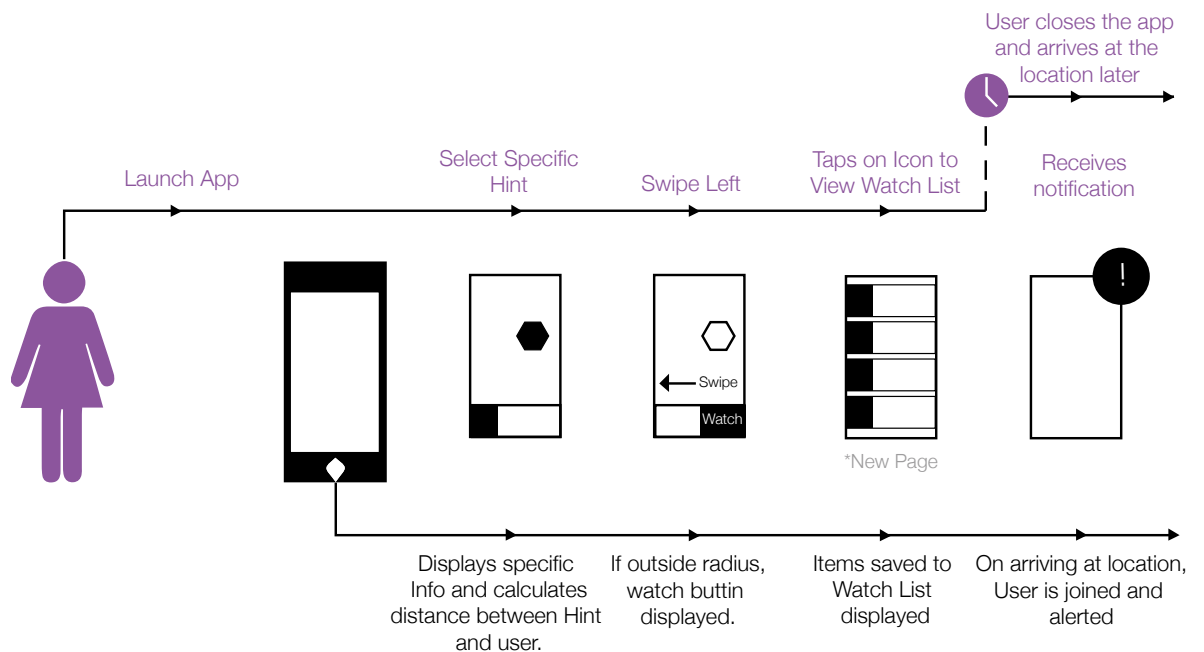 User closes the app
and arrives at the
location later
Launch App
Select Specific
Hint
Swipe Left
Taps on Icon to
View Watch List
Receives
notification
!
Swipe
Watch
*New Page
Displays specific
Info and calculates
distance between Hint
and user.
If outside radius,
watch buttin
displayed.
Items saved to
Watch List
displayed
On arriving at location,
User is joined and
alerted